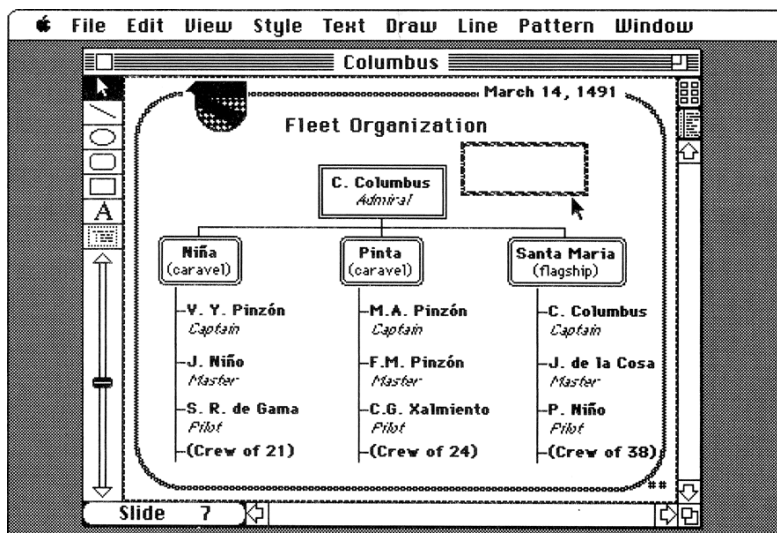 File Edit View Style Text Draw Line Pattern Window
Columbus
March 14, 1491
Fleet Organization
C. Columbus
Admiral
A
Niña
(caravel)
Pinta
(caravel)
Santa Maria
(flagship)
V. Y. Pinzón
Captain
M.A. Pinzón
Captain
C. Columbus
Captain
J. Niño
Master
F.M. Pinzón
Master
J. de la Cosa
Master
S. R. de Gama
Pilot
C.G. Xalmiento
Pilot
P. Niño
Pilot
(Crew of 21)
(Crew of 24)
(Crew of 38)
##
Slide 7